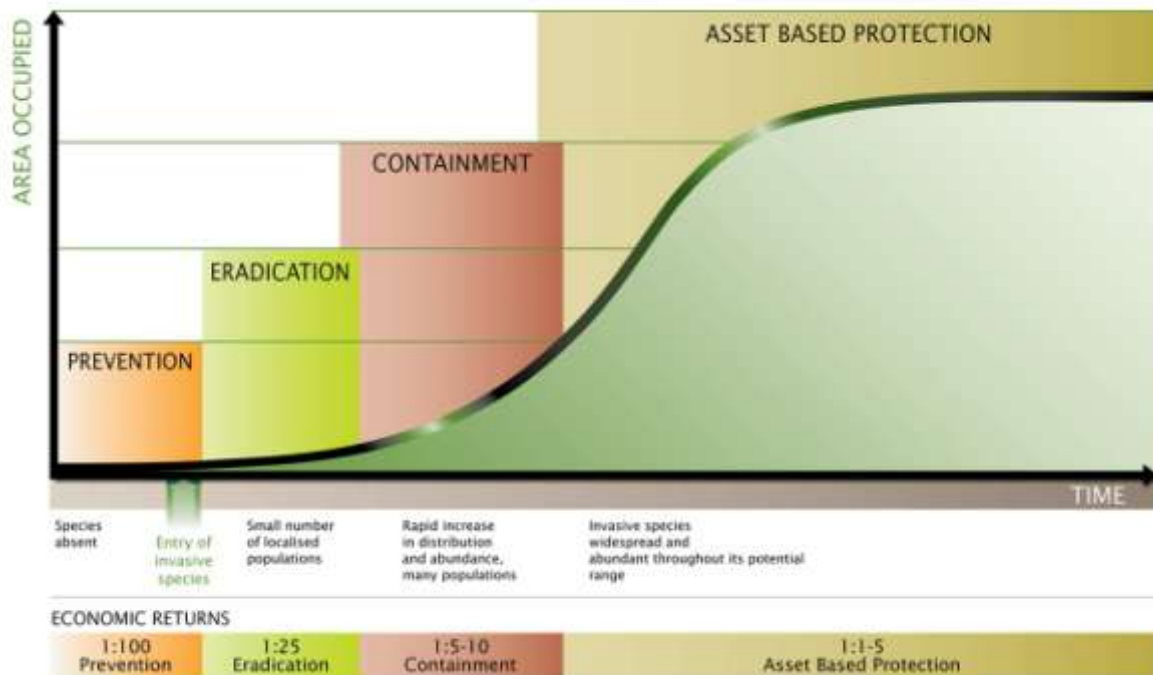 AREA OCCUPIED
ASSET BASED PROTECTION
CONTAINMENT
ERADICATION
PREVENTION
TIME
Species
absent
Entry of
invasive
species
Small number
of localised
populations
Rapid increase
in distribution
and abundance,
many populations
Invasive species
widespread and
abundant throughout its potential
range
ECONOMIC RETURNS
1:100
Prevention
1:25
Eradication
1:5-10
Containment
1:1-5
Asset Based Protection